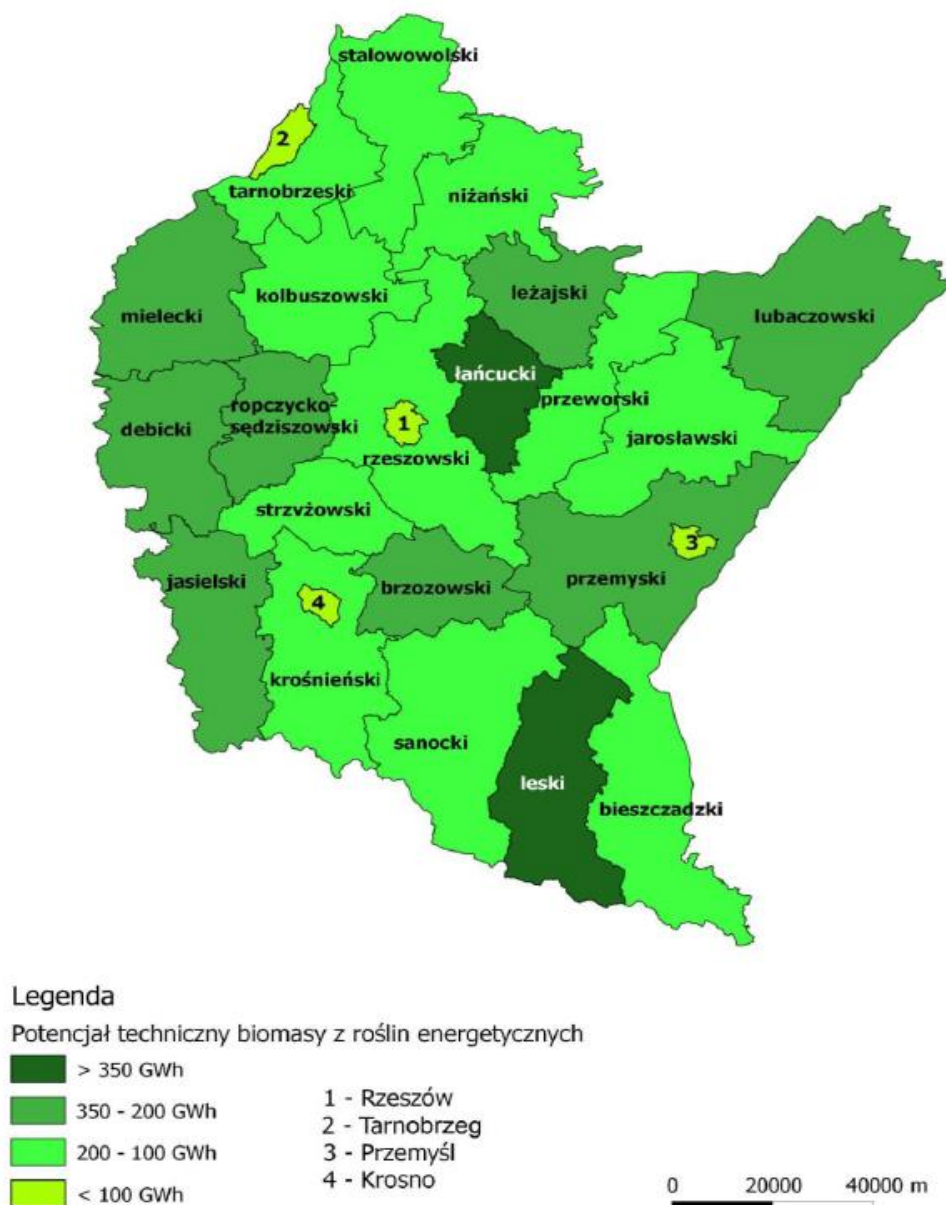 stalowowolski
2
tarnobrzeski
niżański
kolbuszowski
leżajski
mielecki
lubaczowski
łańcucki
ropczycko-
sędziszowski
debicki
1
przeworski
jarosławski
rzeszowski
strzvżowski
3
jasielski
brzozowski
przemyski
4
krośnieński
sanocki
leski
bieszczadzki
Legenda
Potencjał techniczny biomasy z roślin energetycznych
> 350 GWh
350 - 200 GWh
200 - 100 GWh
< 100 GWh
1 - Rzeszów
2 - Tarnobrzeg
3 - Przemyśl
4 - Krosno
0 20000 40000 m